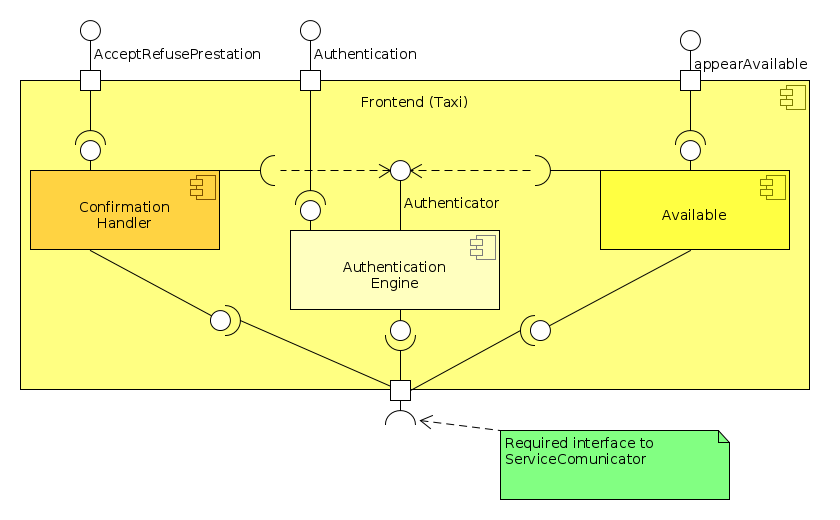 AcceptRefusePrestation
Authentication
appearAvailable
Frontend (Taxi)
Confirmation
Handler
Authenticator
Available
Authentication
Engine
Required interface to
ServiceComunicator